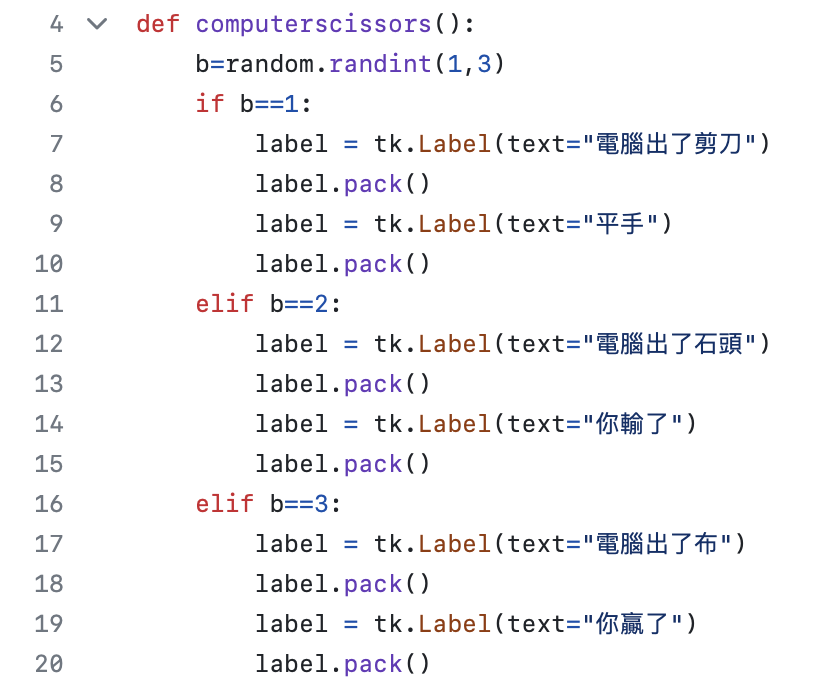 4 def computerscissors():
5     b=random.randint(1,3)
6     if b==1:
7         label = tk.Label(text="電腦出了剪刀")
8         label.pack()
9         label = tk.Label(text="平手")
10         label.pack()
11     elif b==2:
12         label = tk.Label(text="電腦出了石頭")
13         label.pack()
14         label = tk.Label(text="你輸了")
15         label.pack()
16     elif b==3:
17         label = tk.Label(text="電腦出了布")
18         label.pack()
19         label = tk.Label(text="你贏了")
20         label.pack()